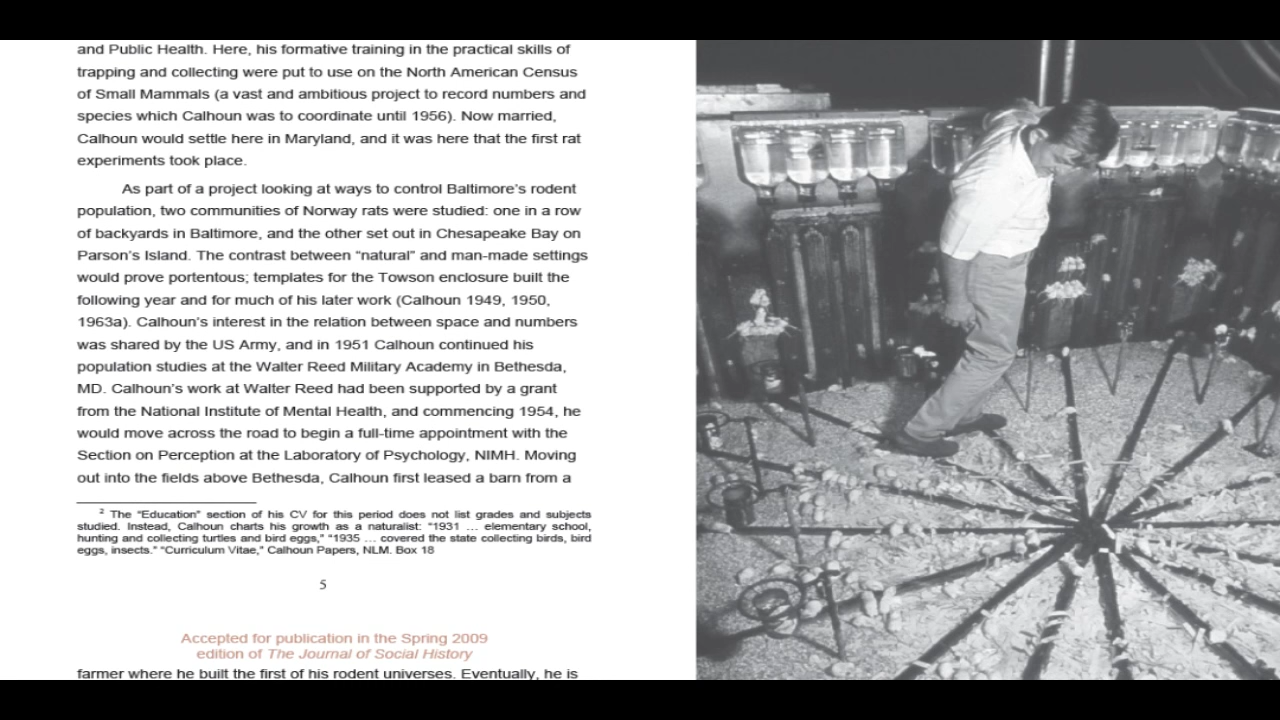 and Public Health. Here, his formative training in the practical skills of
trapping and collecting were put to use on the North American Census
of Small Mammals (a vast and ambitious project to record numbers and
species which Calhoun was to coordinate until 1956). Now married,
Calhoun would settle here in Maryland, and it was here that the first rat
experiments took place.
As part of a project looking at ways to control Baltimore's rodent
population, two communities of Norway rats were studied: one in a row
of backyards in Baltimore, and the other set out in Chesapeake Bay on
Parson's Island. The contrast between “natural” and man-made settings
would prove portentous; templates for the Towson enclosure built the
following year and for much of his later work (Calhoun 1949, 1950,
1963a). Calhoun's interest in the relation between space and numbers
was shared by the US Army, and in 1951 Calhoun continued his
population studies at the Walter Reed Military Academy in Bethesda,
MD. Calhoun's work at Walter Reed had been supported by a grant
from the National Institute of Mental Health, and commencing 1954, he
would move across the road to begin a full-time appointment with the
Section on Perception at the Laboratory of Psychology, NIMH. Moving
out into the fields above Bethesda, Calhoun first leased a barn from a
² The “Education” section of his CV for this period does not list grades and subjects
studied. Instead, Calhoun charts his growth as a naturalist: “1931 … elementary school,
hunting and collecting turtles and bird eggs,” “1935 … covered the state collecting birds, bird
eggs, insects.” “Curriculum Vitae,” Calhoun Papers, NLM. Box 18
5
Accepted for publication in the Spring 2009
edition of The Journal of Social History
farmer where he built the first of his rodent universes. Eventually, he is